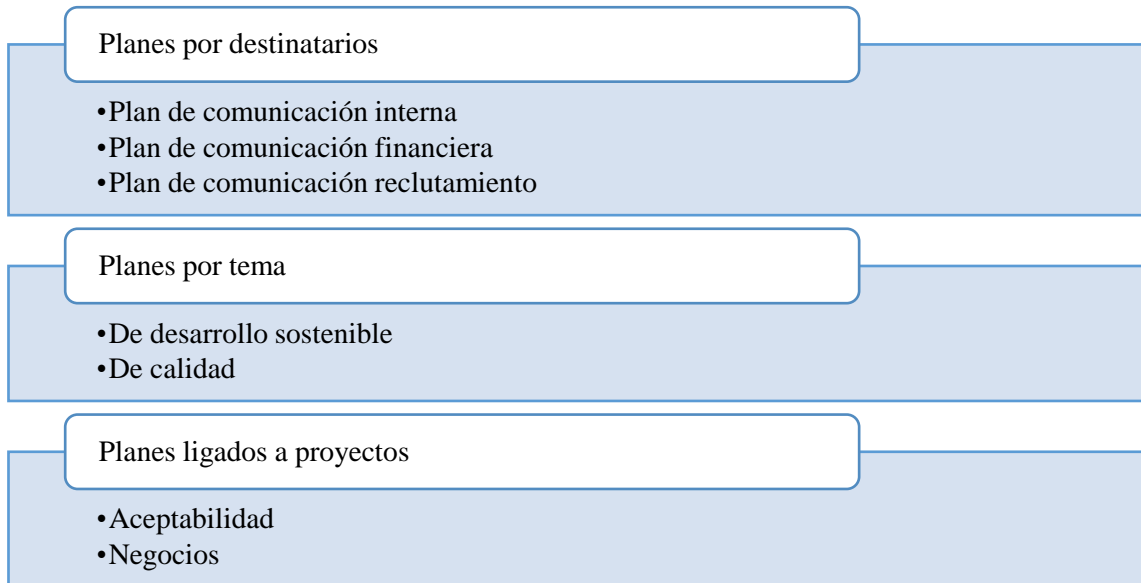 Planes por destinatarios
•Plan de comunicación interna
•Plan de comunicación financiera
•Plan de comunicación reclutamiento
Planes por tema
•De desarrollo sostenible
•De calidad
Planes ligados a proyectos
•Aceptabilidad
•Negocios